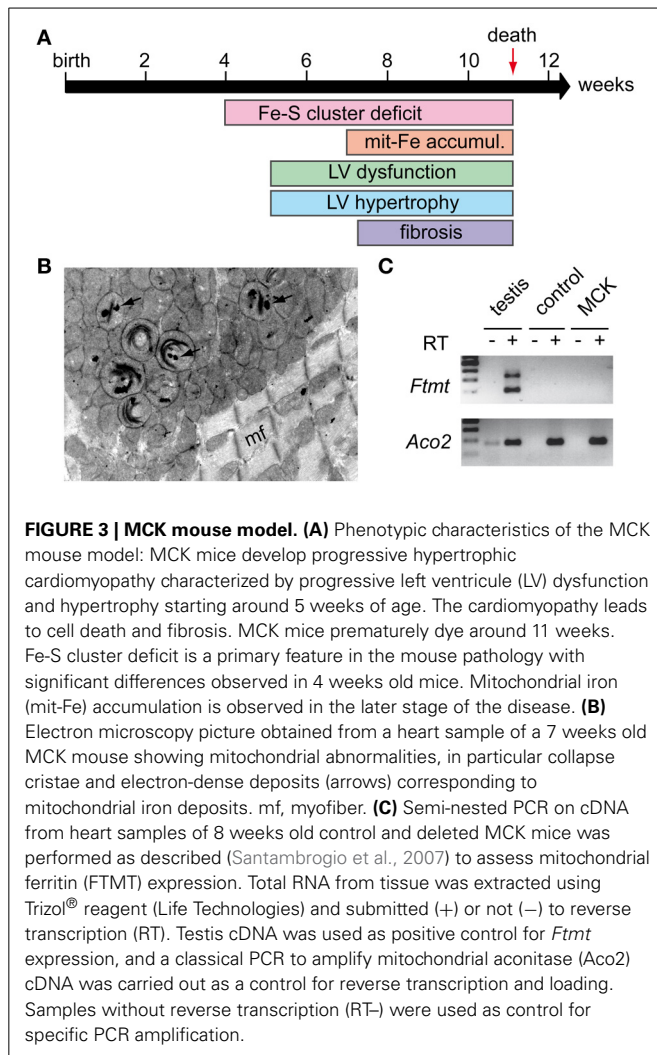 A
death
birth 2 4 6 8 10 12
weeks
Fe-S cluster deficit
mit-Fe accumul.
LV dysfunction
LV hypertrophy
fibrosis
B
mf
C
testis control MCK
RT - + - + - +
Ftmt
Aco2
FIGURE 3 | MCK mouse model. (A) Phenotypic characteristics of the MCK
mouse model: MCK mice develop progressive hypertrophic
cardiomyopathy characterized by progressive left ventricule (LV) dysfunction
and hypertrophy starting around 5 weeks of age. The cardiomyopathy leads
to cell death and fibrosis. MCK mice prematurely dye around 11 weeks.
Fe-S cluster deficit is a primary feature in the mouse pathology with
significant differences observed in 4 weeks old mice. Mitochondrial iron
(mit-Fe) accumulation is observed in the later stage of the disease. (B)
Electron microscopy picture obtained from a heart sample of a 7 weeks old
MCK mouse showing mitochondrial abnormalities, in particular collapse
cristae and electron-dense deposits (arrows) corresponding to
mitochondrial iron deposits. mf, myofiber. (C) Semi-nested PCR on cDNA
from heart samples of 8 weeks old control and deleted MCK mice was
performed as described (Santambrogio et al., 2007) to assess mitochondrial
ferritin (FTMT) expression. Total RNA from tissue was extracted using
Trizol® reagent (Life Technologies) and submitted (+) or not (−) to reverse
transcription (RT). Testis cDNA was used as positive control for Ftmt
expression, and a classical PCR to amplify mitochondrial aconitase (Aco2)
cDNA was carried out as a control for reverse transcription and loading.
Samples without reverse transcription (RT–) were used as control for
specific PCR amplification.